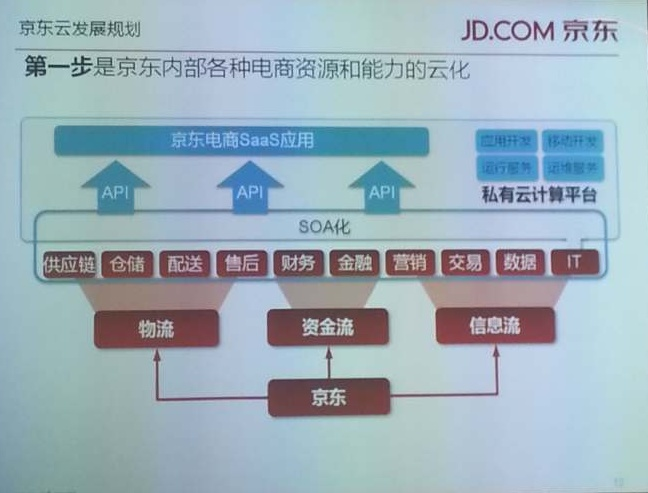 京东云发展规划
JD.COM 京东
第一步是京东内部各种电商资源和能力的云化
京东电商SaaS应用
应用开发 移动开发
运行服务 运维服务
私有云计算平台
API API API
SOA化
供应链 仓储 配送 售后 财务 金融 营销 交易 数据 IT
物流 资金流 信息流
京东